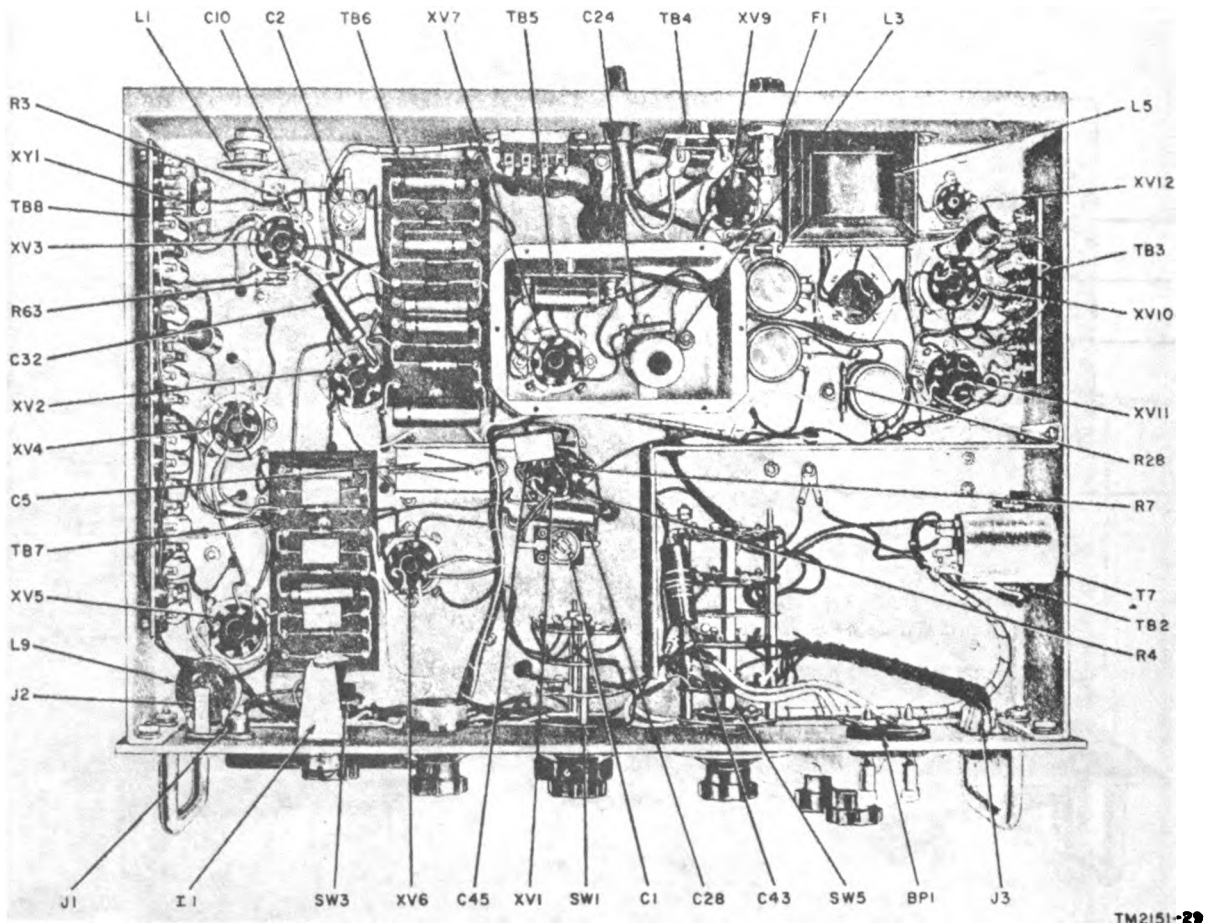 L1 C10 C2 TB6 XV7 TB5 C24 TB4 XV9 F1 L3
L5
R3
XY1
TB8
XV3
R63
C32
XV2
XV4
C5
TB7
XV5
L9
J2
XV12
TB3
XV10
XV11
R28
R7
T7
TB2
R4
J1 I1 SW3 XV6 C45 XV1 SW1 C1 C28 C43 SW5 BP1 J3
TM2151-29